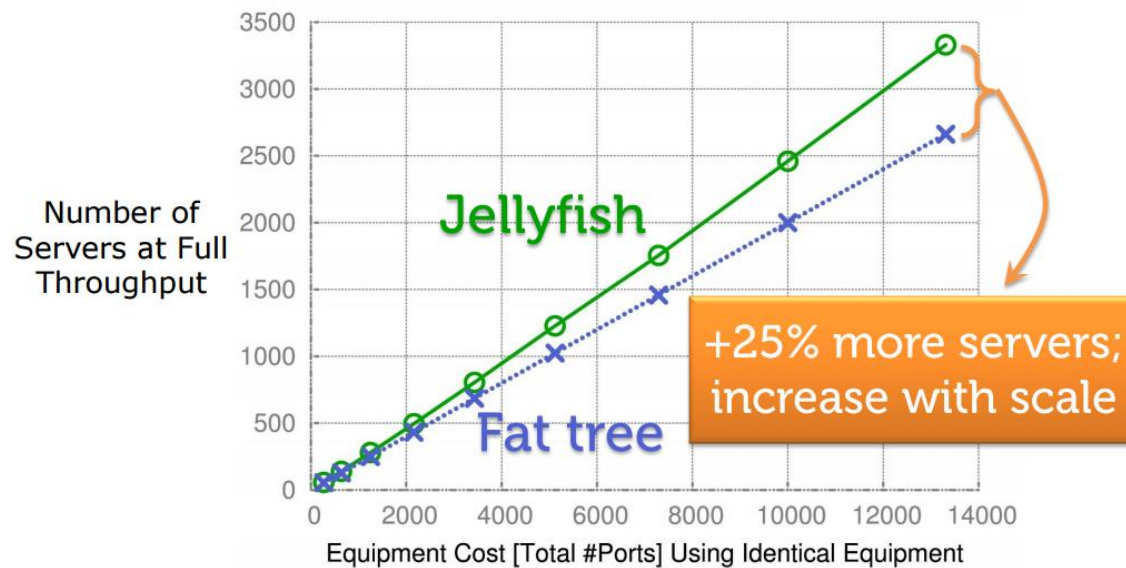 3500
3000
2500
2000
1500
1000
500
0
Number of
Servers at Full
Throughput
Jellyfish
Fat tree
+25% more servers;
increase with scale
0 2000 4000 6000 8000 10000 12000 14000
Equipment Cost [Total #Ports] Using Identical Equipment